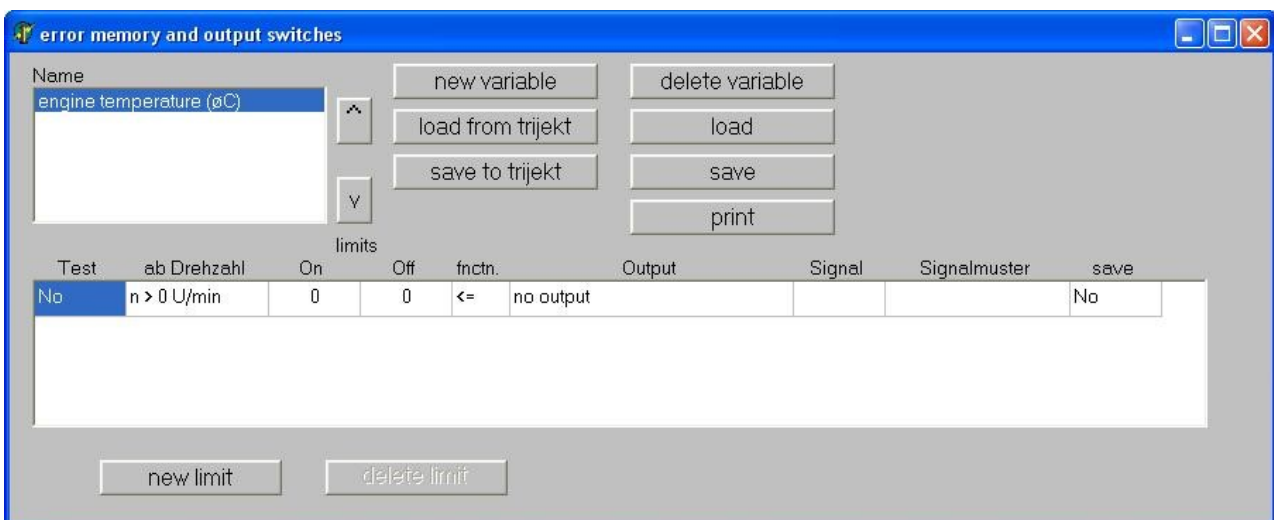 error memory and output switches
Name
engine temperature (øC)
^
v
new variable
delete variable
load from trijekt
load
save to trijekt
save
print
limits
Test ab Drehzahl On Off fnctn. Output Signal Signalmuster save
No n > 0 U/min 0 0 <= no output No
new limit
delete limit